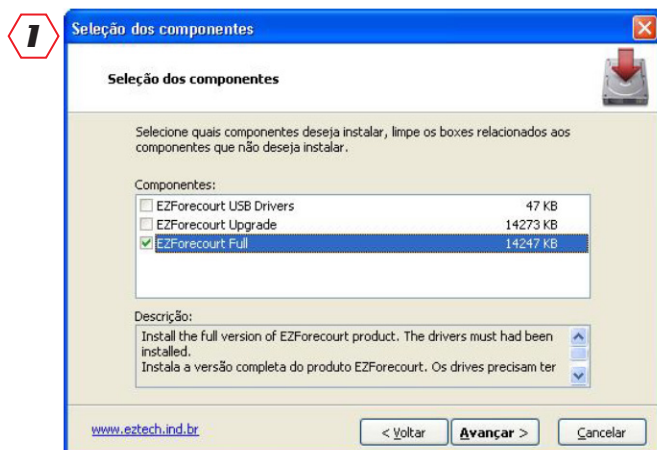 1
Seleção dos componentes
Seleção dos componentes
Selecione quais componentes deseja instalar, limpe os boxes relacionados aos
componentes que não deseja instalar.
Componentes:
EZForecourt USB Drivers 47 KB
EZForecourt Upgrade 14273 KB
EZForecourt Full 14247 KB
Descrição:
Install the full version of EZForecourt product. The drivers must had been
installed.
Instala a versão completa do produto EZForecourt. Os drives precisam ter
www.eztech.ind.br
< Voltar
Avançar >
Cancelar